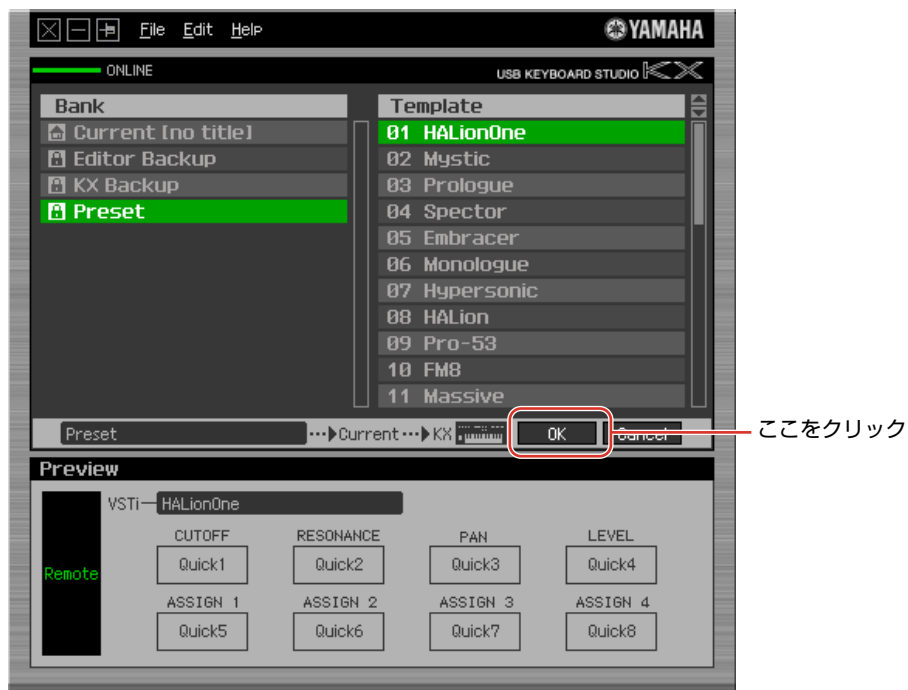 File Edit Help YAMAHA
ONLINE USB KEYBOARD STUDIO KX
Bank
Current [no title]
Editor Backup
KX Backup
Preset
Template
01 HALionOne
02 Mystic
03 Prologue
04 Spector
05 Embracer
06 Monologue
07 Hypersonic
08 HALion
09 Pro-53
10 FM8
11 Massive
Preset Current KX OK Cancel
ここをクリック
Preview
VSTi HALionOne
Remote
CUTOFF RESONANCE PAN LEVEL
Quick1 Quick2 Quick3 Quick4
ASSIGN 1 ASSIGN 2 ASSIGN 3 ASSIGN 4
Quick5 Quick6 Quick7 Quick8